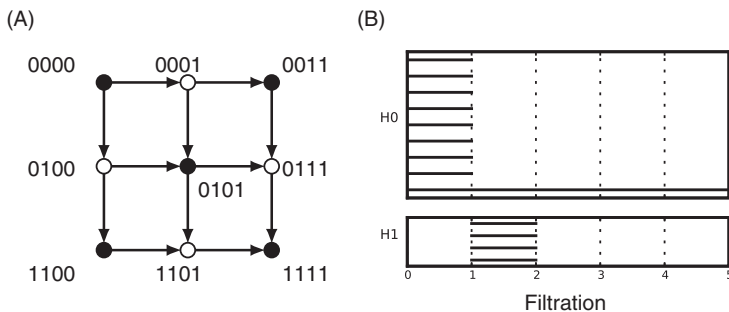 (A)
0000 0001 0011
0100 0111
0101
1100 1101 1111
(B)
H0
H1
0 1 2 3 4 5
Filtration